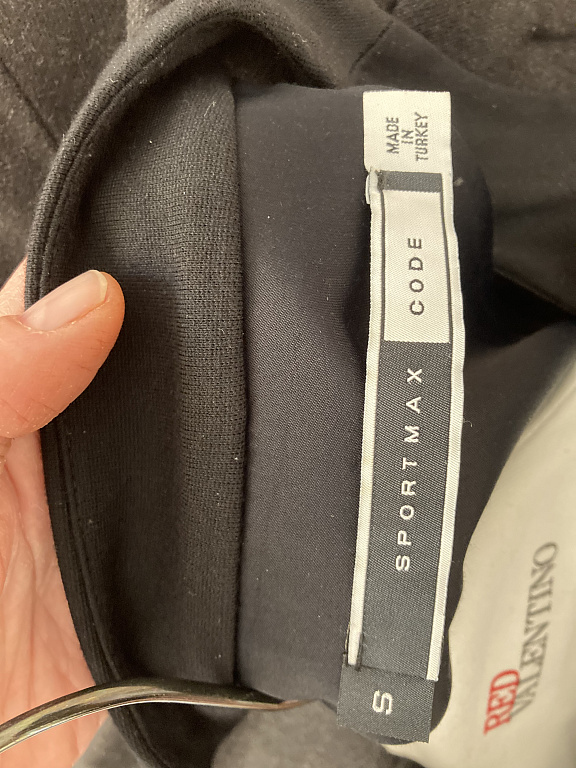 MADE
IN
TURKEY
SPORTMAX CODE
S
RED
VALENTINO